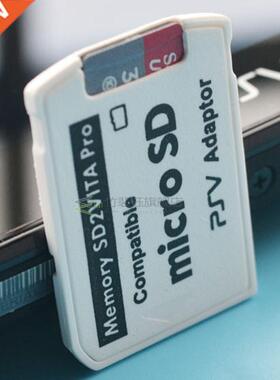 Memory SD2VITA Pro
Compatible
micro SD
PSV Adaptor